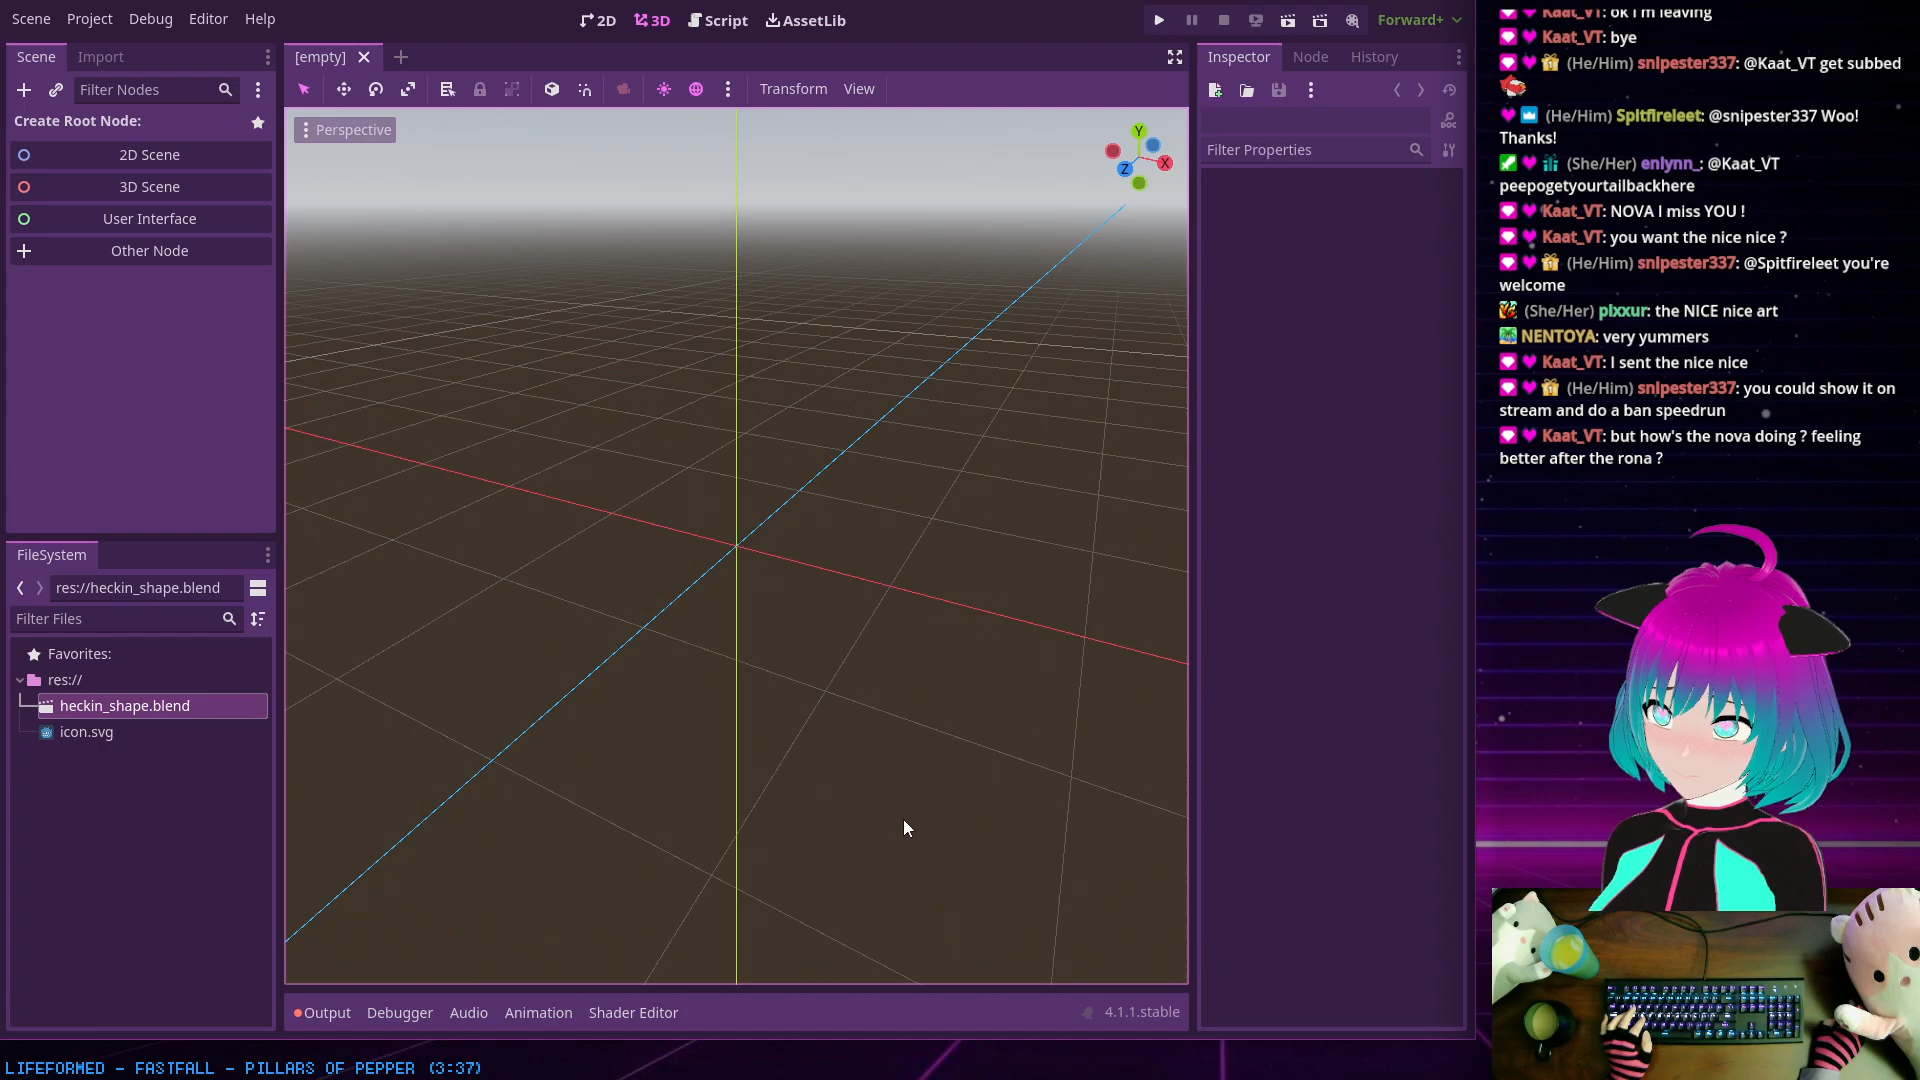 Scene Project Debug Editor Help
2D 3D Script AssetLib
Forward+
Scene Import
Filter Nodes
Create Root Node:
2D Scene
3D Scene
User Interface
Other Node
FileSystem
res://heckin_shape.blend
Filter Files
Favorites:
res://
heckin_shape.blend
icon.svg
[empty]
Transform View
Perspective
Y
X
Z
Output Debugger Audio Animation Shader Editor
4.1.1.stable
Inspector Node History
DOC
Filter Properties
Kaat_VT: ok i'm leaving
Kaat_VT: bye
(He/Him) snipester337: @Kaat_VT get subbed
(He/Him) Spitfireleet: @snipester337 Woo!
Thanks!
(She/Her) enlynn_: @Kaat_VT
peepogetyourtailbackhere
Kaat_VT: NOVA I miss YOU !
Kaat_VT: you want the nice nice ?
(He/Him) snipester337: @Spitfireleet you're
welcome
(She/Her) pixxur: the NICE nice art
NENTOYA: very yummers
Kaat_VT: I sent the nice nice
(He/Him) snipester337: you could show it on
stream and do a ban speedrun
Kaat_VT: but how's the nova doing ? feeling
better after the rona ?
LIFEFORMED - FASTFALL - PILLARS OF PEPPER (3:37)